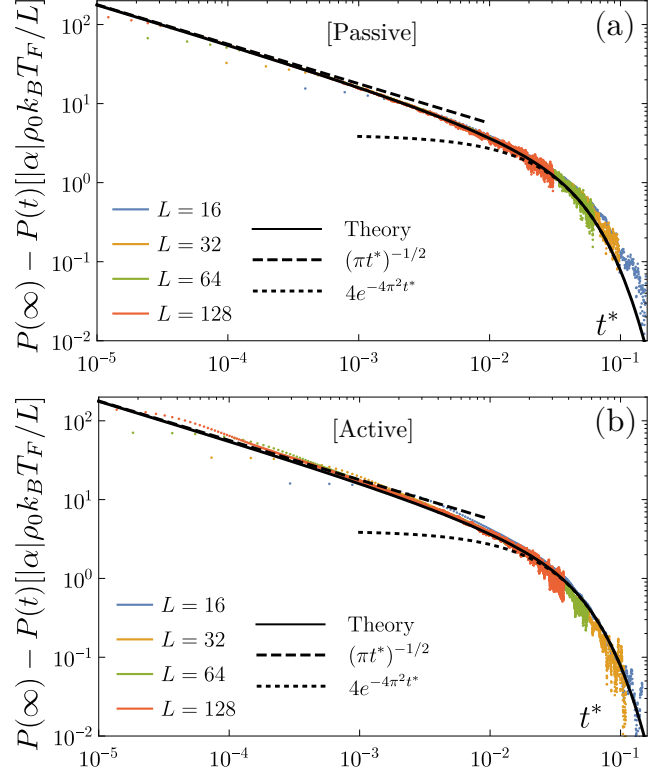 (a)
[Passive]
P(∞) − P(t)[|α|ρ₀k_BT_F/L]
10²
10¹
10⁰
10⁻¹
10⁻²
L = 16
L = 32
L = 64
L = 128
Theory
(πt*)^{−1/2}
4e^{−4π²t*}
t*
10⁻⁵
10⁻⁴
10⁻³
10⁻²
10⁻¹
(b)
[Active]
P(∞) − P(t)[|α|ρ₀k_BT_F/L]
10²
10¹
10⁰
10⁻¹
10⁻²
L = 16
L = 32
L = 64
L = 128
Theory
(πt*)^{−1/2}
4e^{−4π²t*}
t*
10⁻⁵
10⁻⁴
10⁻³
10⁻²
10⁻¹